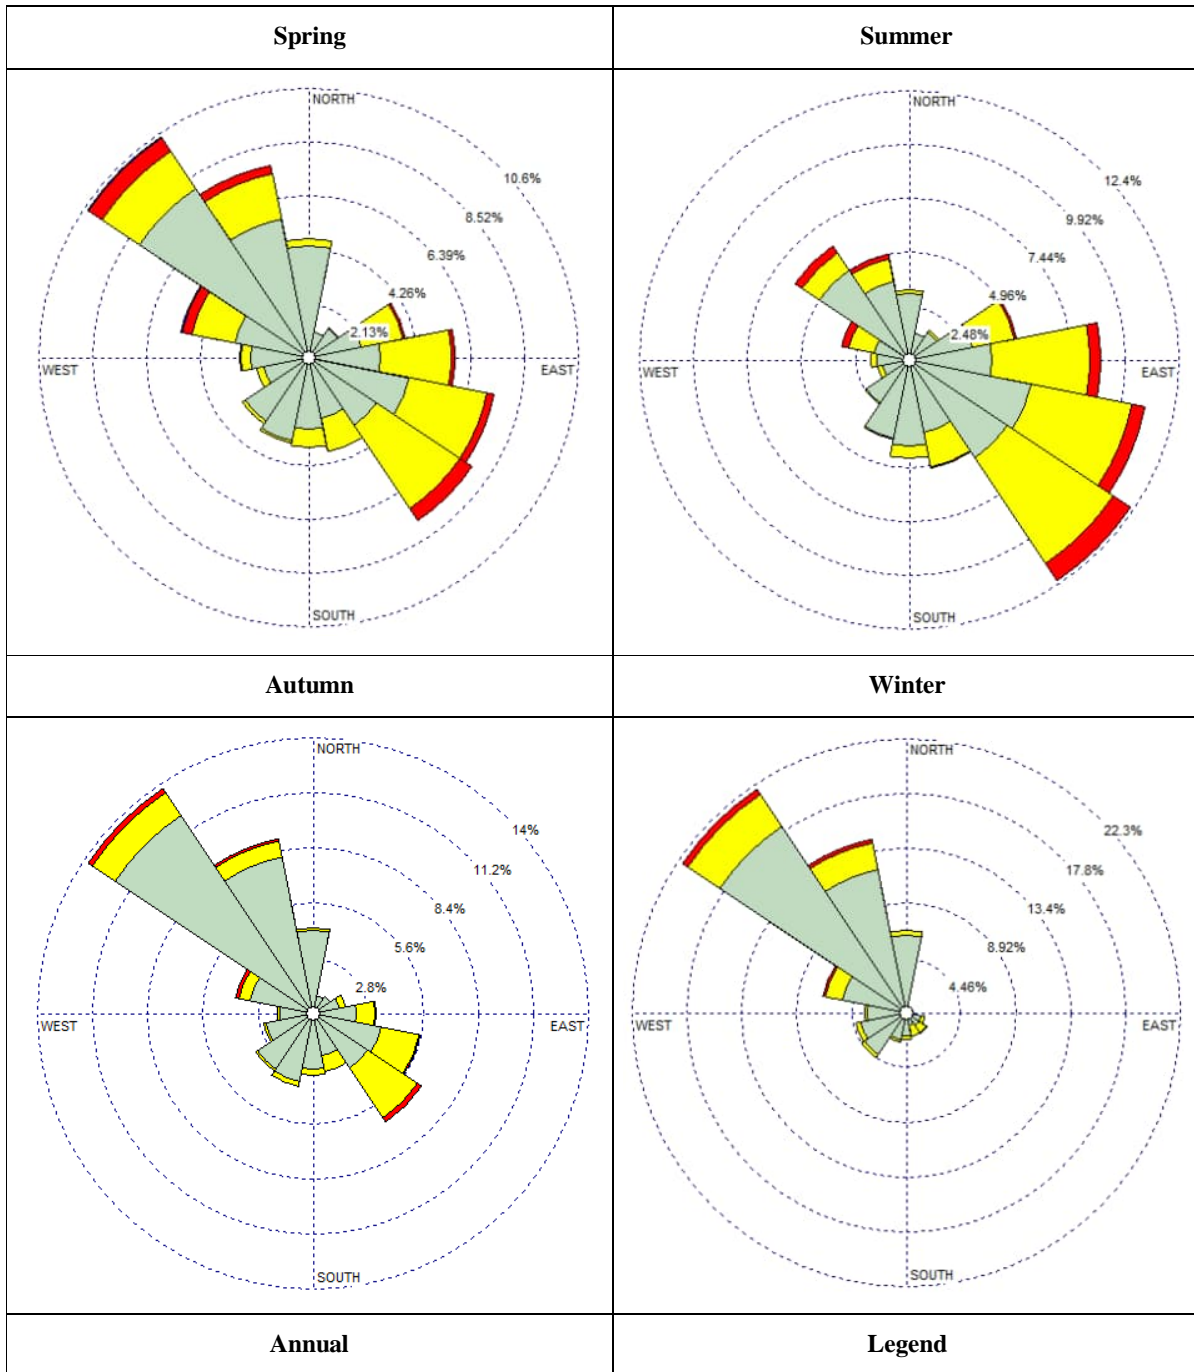 Spring
Summer
NORTH
10.6%
8.52%
6.39%
4.26%
2.13%
WEST
EAST
SOUTH
NORTH
12.4%
9.92%
7.44%
4.96%
2.48%
WEST
EAST
SOUTH
Autumn
Winter
NORTH
14%
11.2%
8.4%
5.6%
2.8%
WEST
EAST
SOUTH
NORTH
22.3%
17.8%
13.4%
8.92%
4.46%
WEST
EAST
SOUTH
Annual
Legend